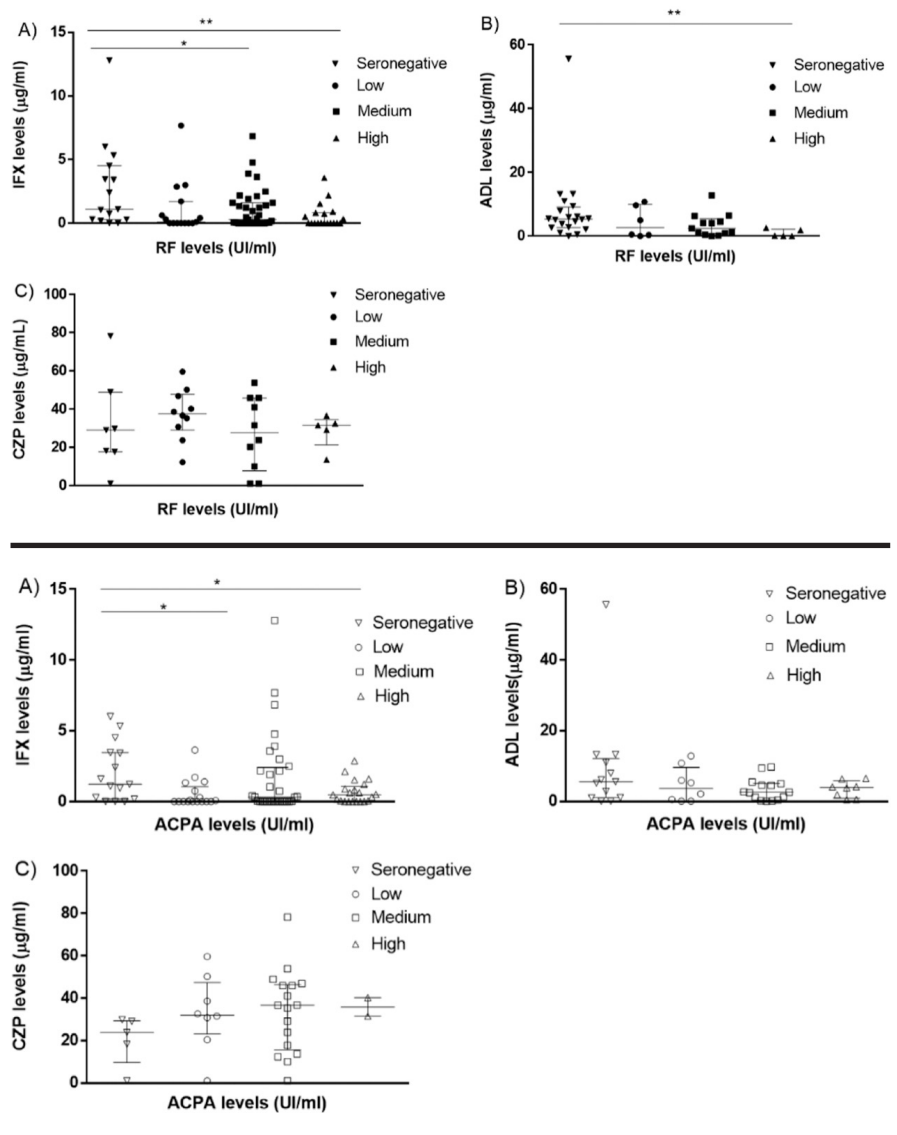 A)
**
*
15
10
5
0
IFX levels (µg/ml)
RF levels (UI/ml)
Seronegative
Low
Medium
High
B)
**
60
40
20
0
ADL levels (µg/ml)
RF levels (UI/ml)
Seronegative
Low
Medium
High
C)
100
80
60
40
20
0
CZP levels (µg/mL)
RF levels (UI/ml)
Seronegative
Low
Medium
High
A)
*
*
15
10
5
0
IFX levels (µg/ml)
ACPA levels (UI/ml)
Seronegative
Low
Medium
High
B)
60
40
20
0
ADL levels(µg/ml)
ACPA levels (UI/ml)
Seronegative
Low
Medium
High
C)
100
80
60
40
20
0
CZP levels (µg/ml)
ACPA levels (UI/ml)
Seronegative
Low
Medium
High